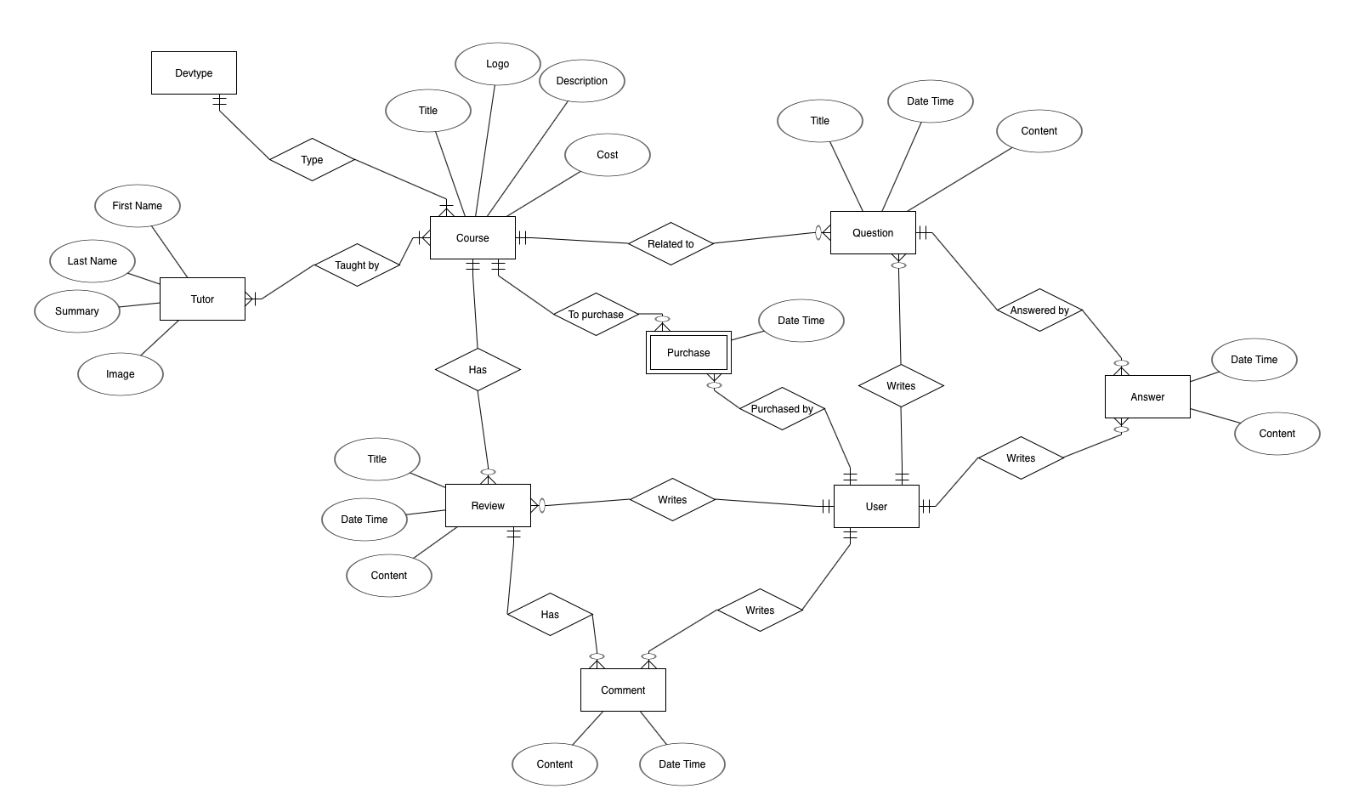 Devtype
Logo
Description
Title
Cost
Type
Title
Date Time
Content
First Name
Last Name
Summary
Image
Tutor
Taught by
Course
Related to
Question
To purchase
Purchase
Date Time
Answered by
Has
Purchased by
Writes
Answer
Date Time
Content
Writes
Title
Date Time
Content
Review
Writes
User
Has
Writes
Comment
Content
Date Time